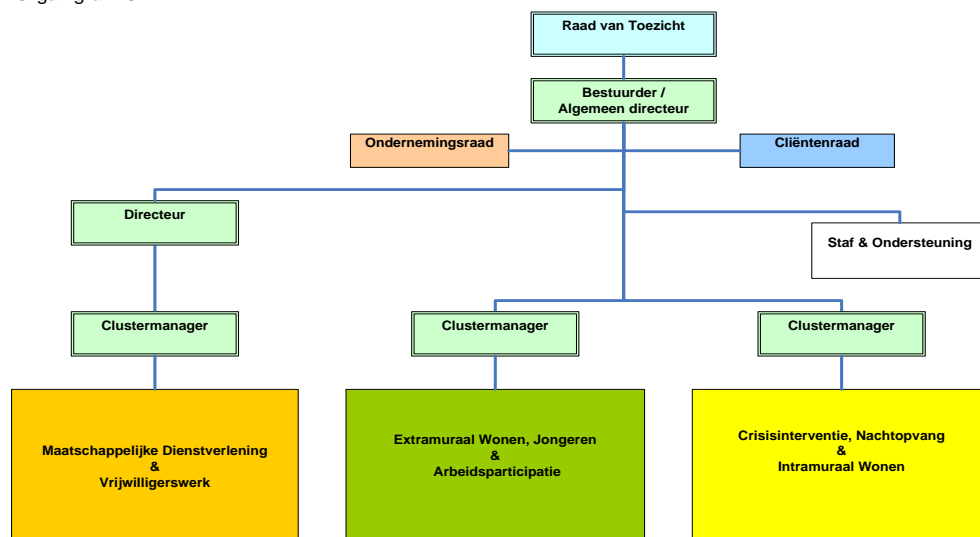 Raad van Toezicht
Bestuurder /
Algemeen directeur
Ondernemingsraad
Cliëntenraad
Directeur
Staf & Ondersteuning
Clustermanager
Clustermanager
Clustermanager
Maatschappelijke Dienstverlening
&
Vrijwilligerswerk
Extramuraal Wonen, Jongeren
&
Arbeidsparticipatie
Crisisinterventie, Nachtopvang
&
Intramuraal Wonen